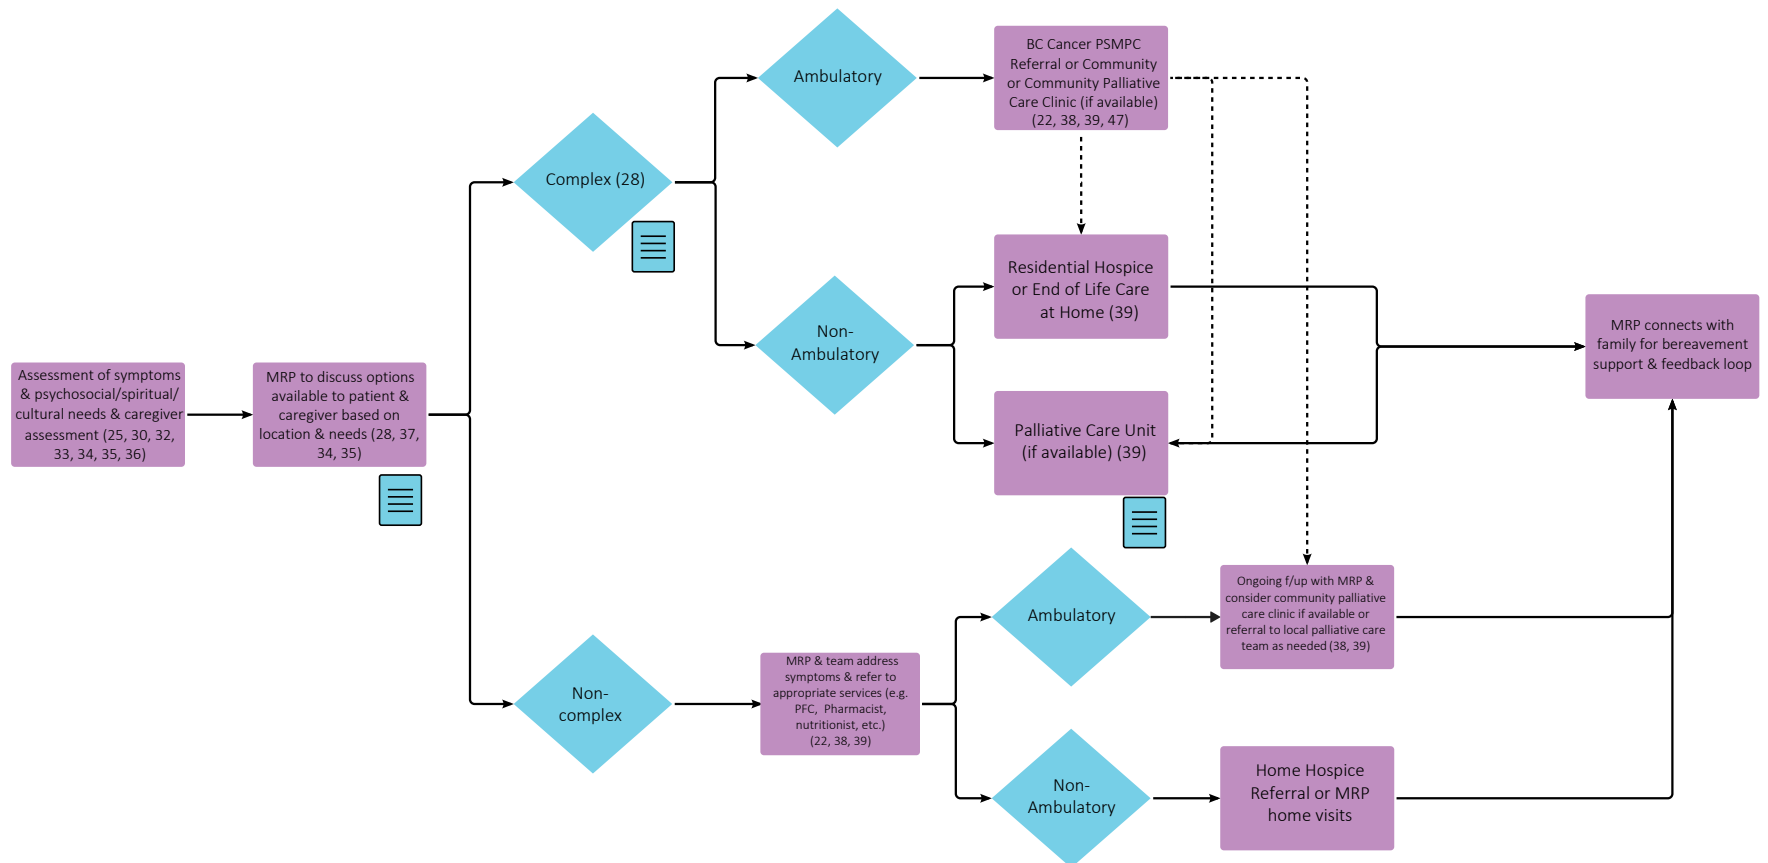 Assessment of symptoms
& psychosocial/spiritual/
cultural needs & caregiver
assessment (25, 30, 32,
33, 34, 35, 36)
MRP to discuss options
available to patient &
caregiver based on
location & needs (28, 37,
34, 35)
Complex (28)
Ambulatory
BC Cancer PSMPC
Referral or Community
or Community Palliative
Care Clinic (if available)
(22, 38, 39, 47)
Non-
Ambulatory
Residential Hospice
or End of Life Care
at Home (39)
Palliative Care Unit
(if available) (39)
MRP connects with
family for bereavement
support & feedback loop
Non-
complex
MRP & team address
symptoms & refer to
appropriate services (e.g.
PFC, Pharmacist,
nutritionist, etc.)
(22, 38, 39)
Ambulatory
Ongoing f/up with MRP &
consider community palliative
care clinic if available or
referral to local palliative care
team as needed (38, 39)
Non-
Ambulatory
Home Hospice
Referral or MRP
home visits